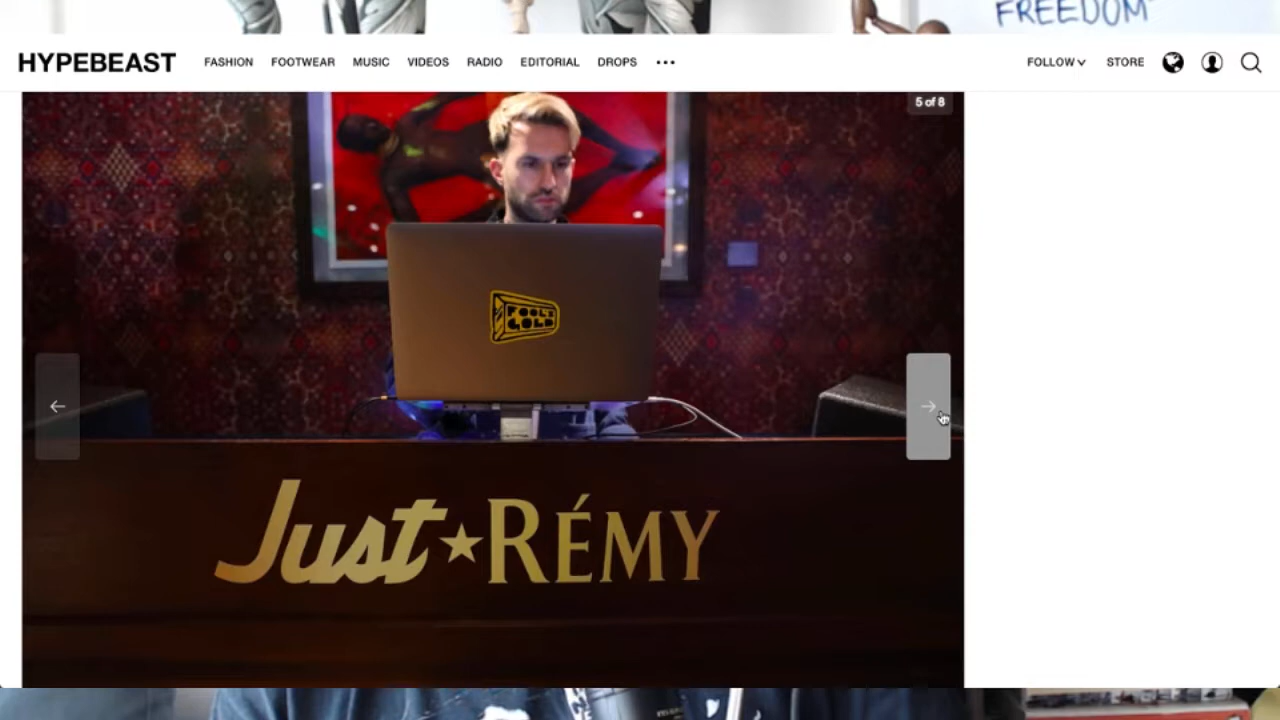 FREEDOM"
HYPEBEAST FASHION FOOTWEAR MUSIC VIDEOS RADIO EDITORIAL DROPS FOLLOW STORE
5 of 8
FOOL'S
GOLD
Just★RÉMY